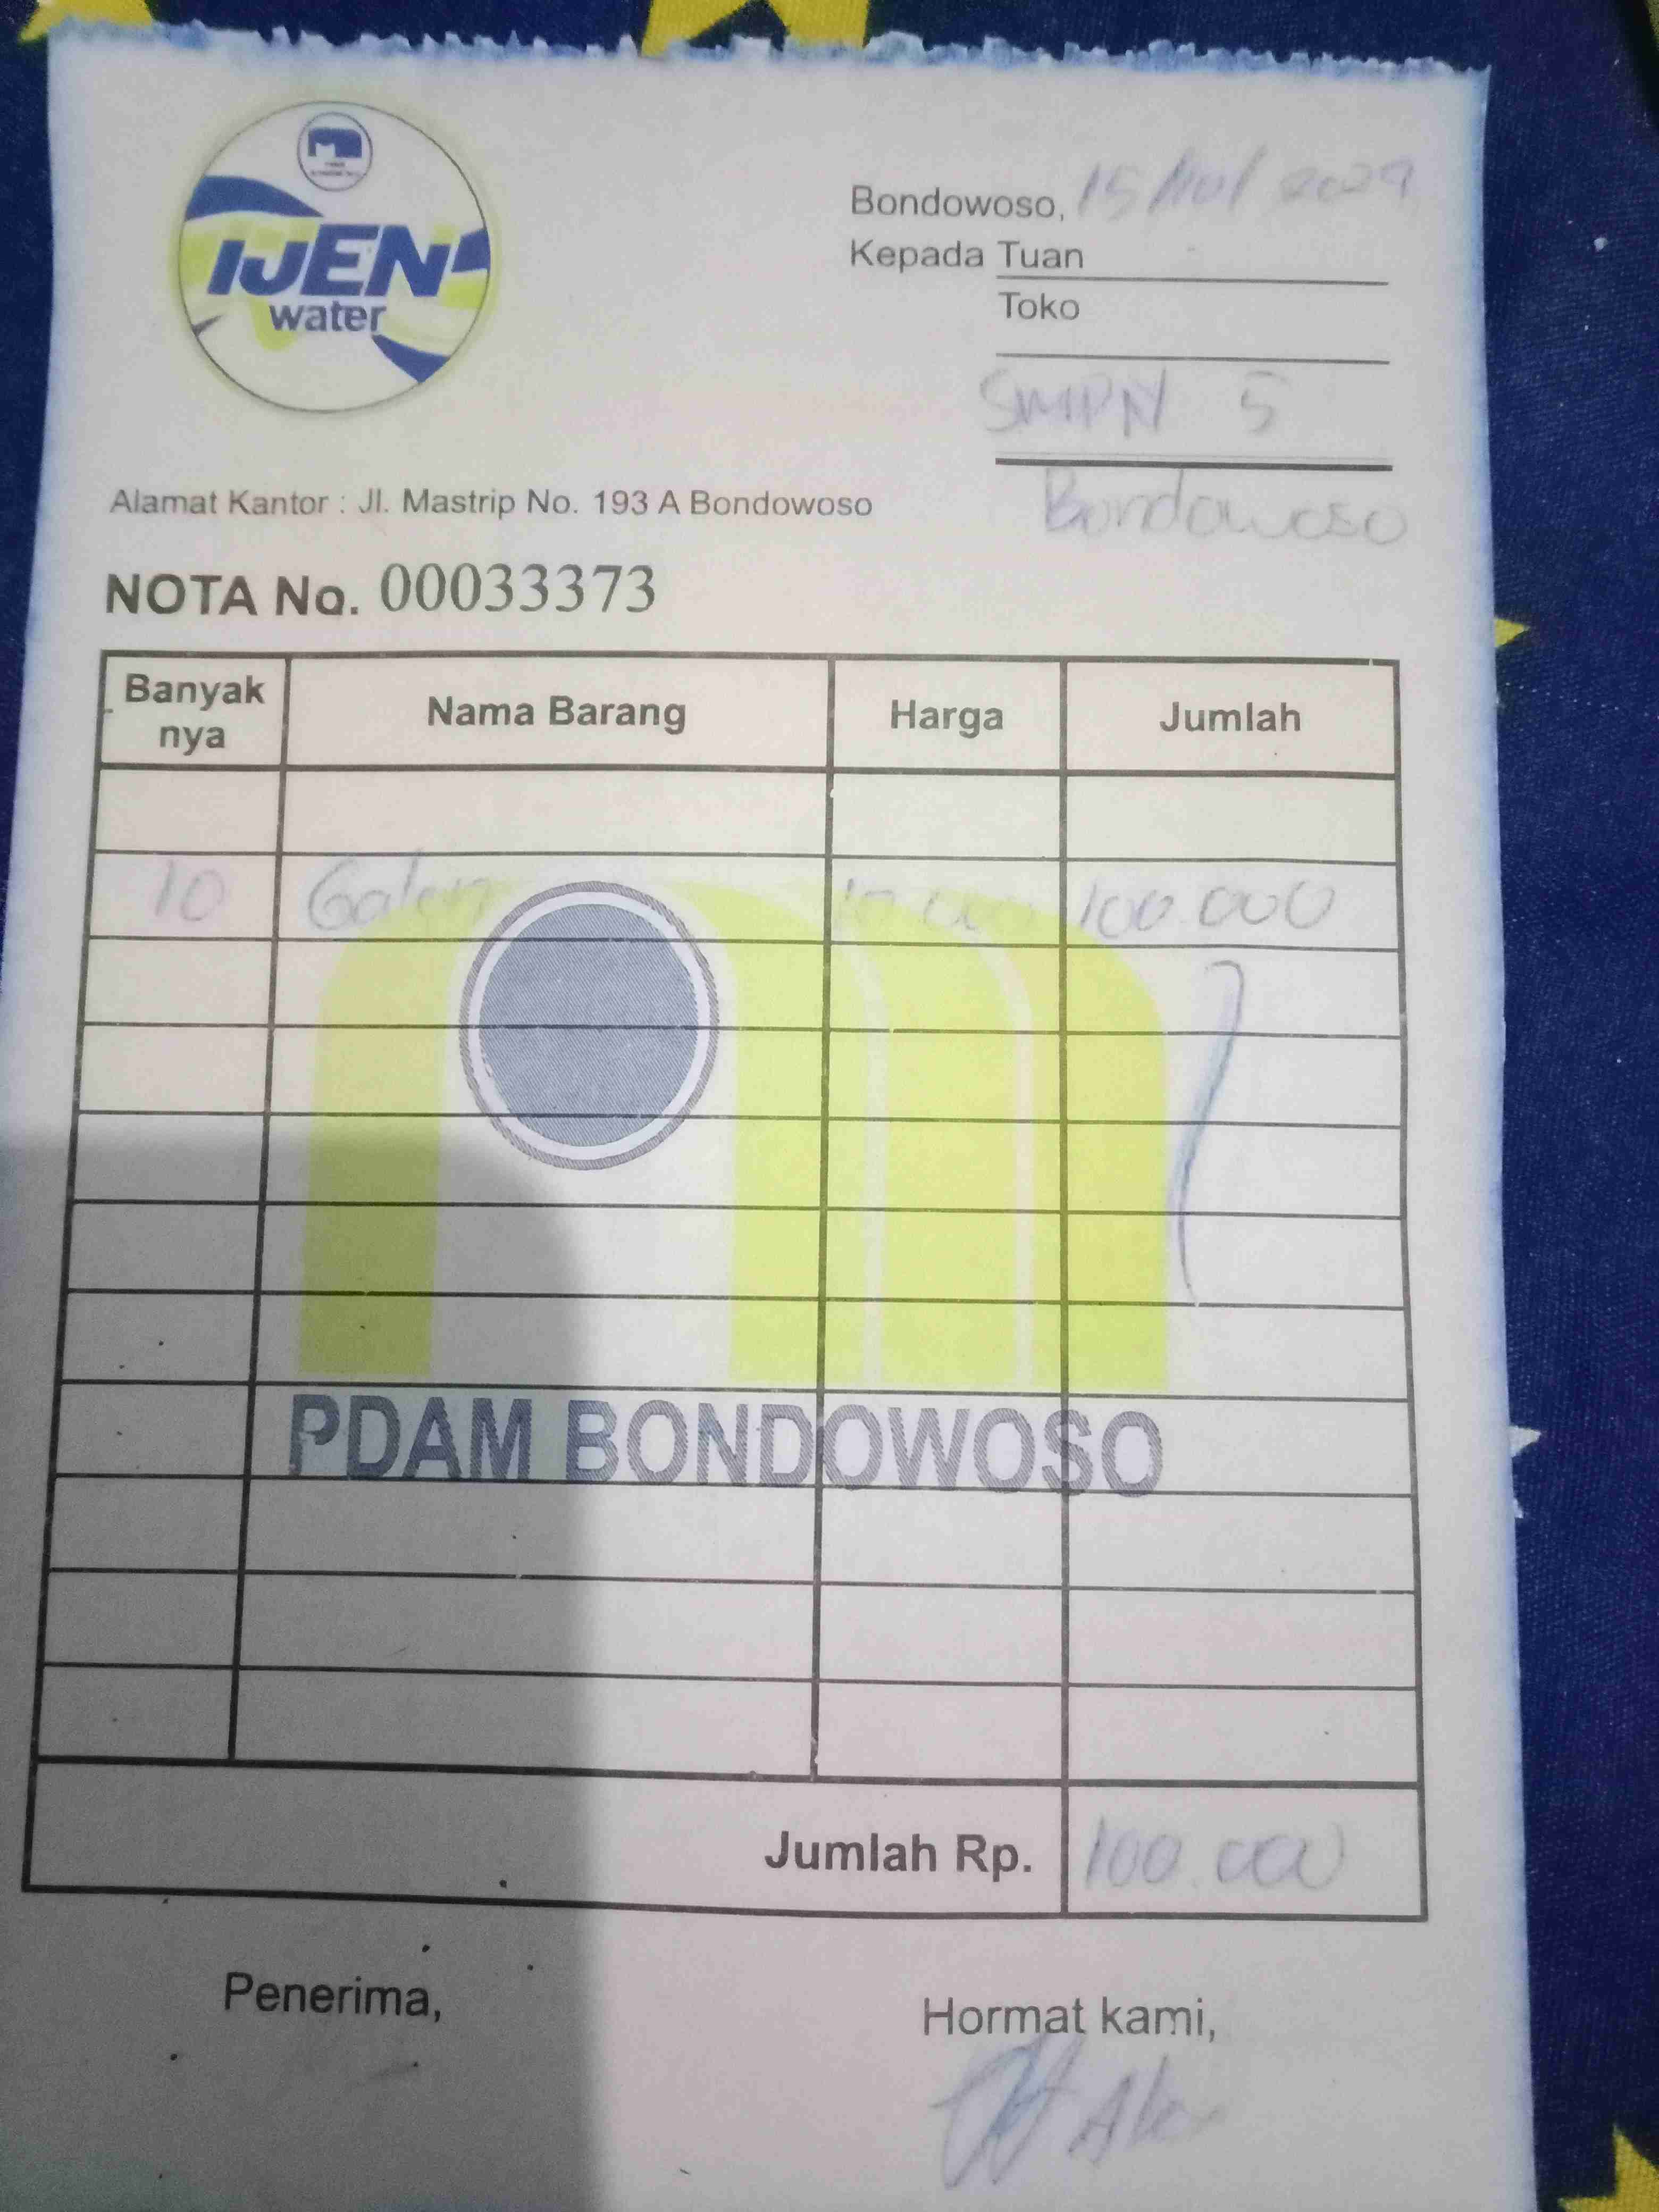 IJEN
water
Bondowoso, 15
Kepada Tuan
Toko
SMPN 5
Bondowoso
Alamat Kantor : Jl. Mastrip No. 193 A Bondowoso
NOTA No. 00033373
Banyak nya Nama Barang Harga Jumlah
10 Galon 10.000 100.000
PDAM BONDOWOSO
Jumlah Rp. 100.000
Penerima,
Hormat kami,